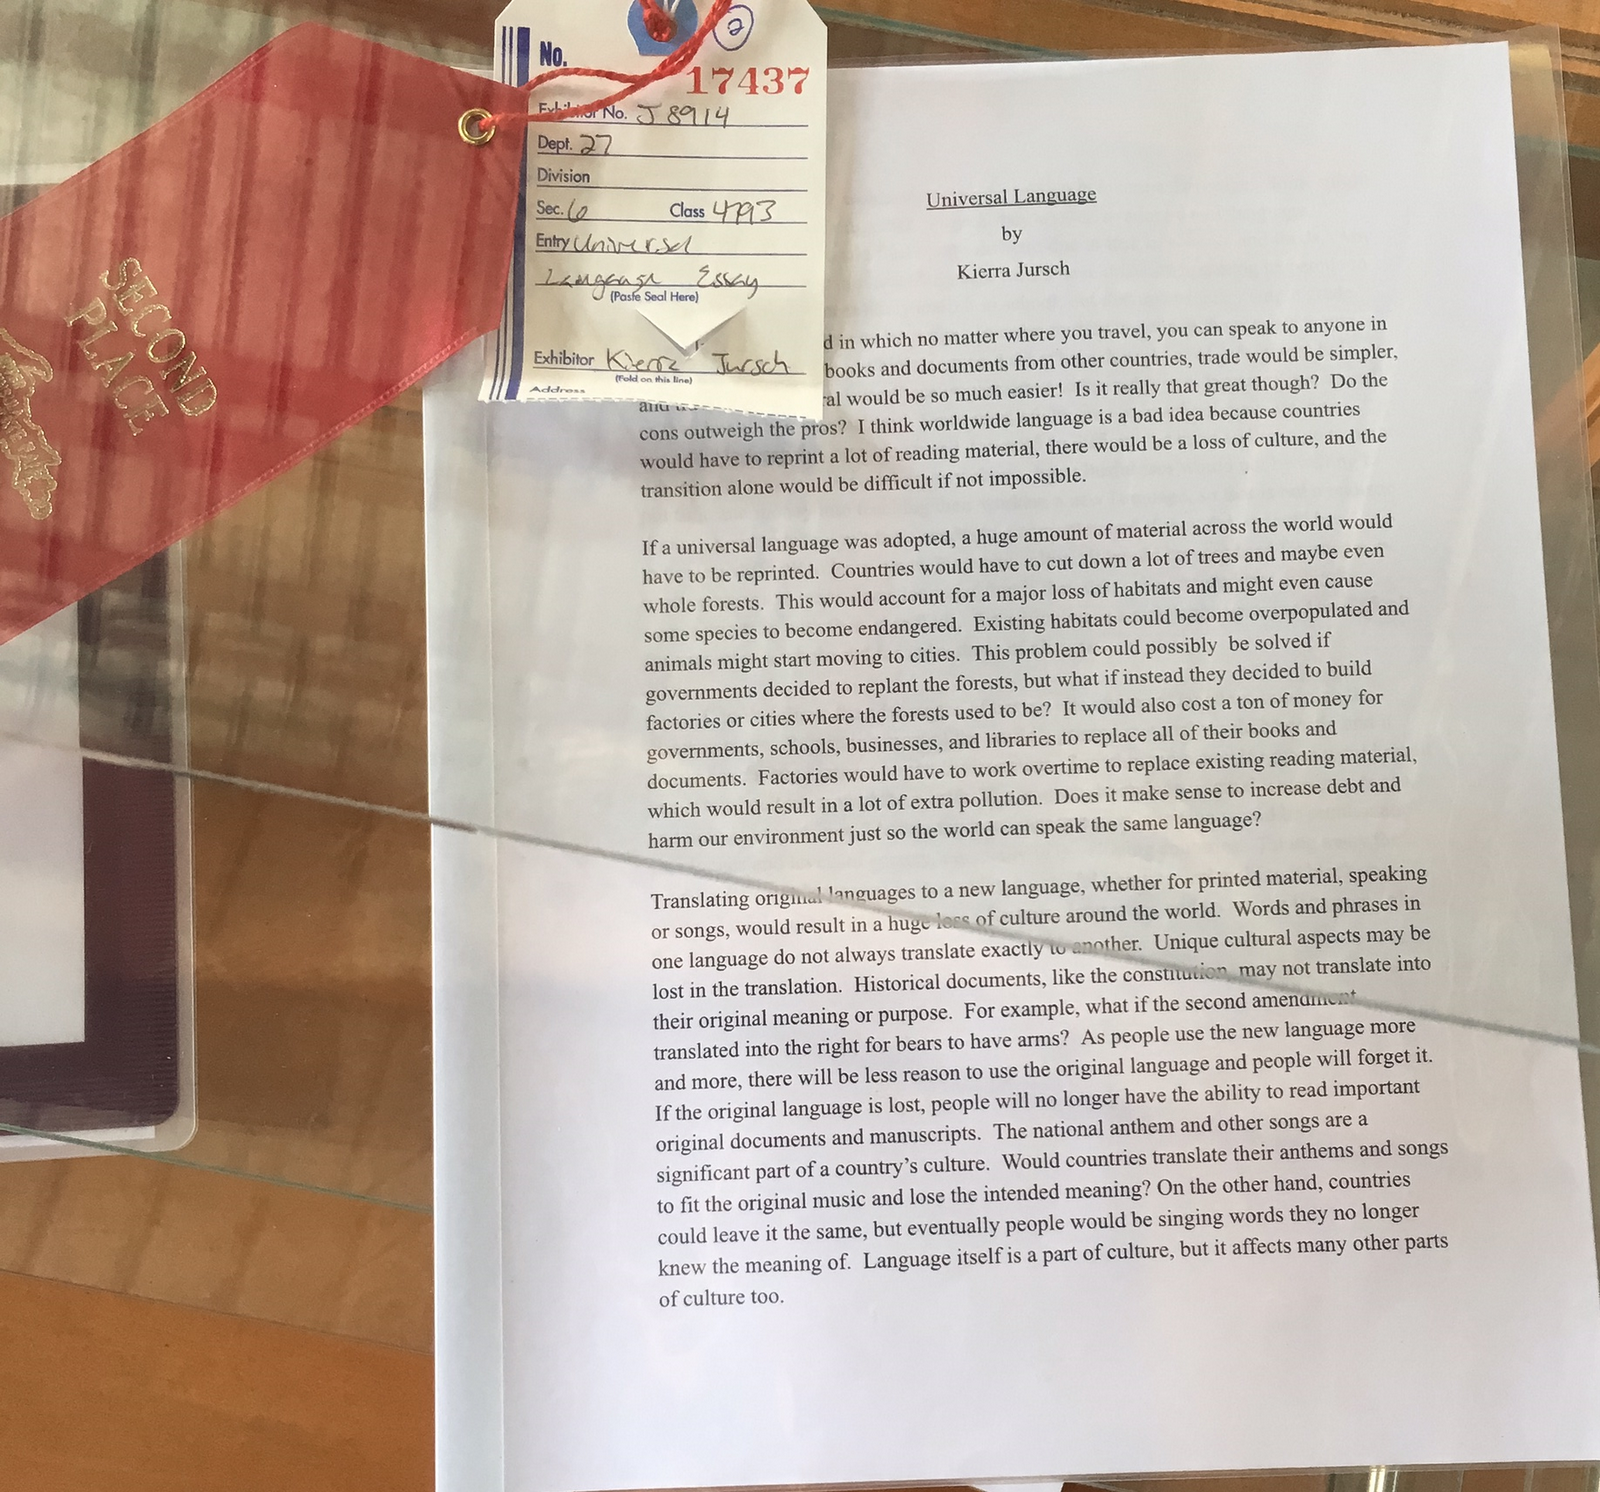 SECOND
PLACE
2
No.
17437
Exhibitor No. J 8914
Dept. 27
Division
Sec. 6 Class 4793
Entry Universal
Language Essay
(Paste Seal Here)
Exhibitor Kierra Jursch
(Fold on this line)
Address
Universal Language
by
Kierra Jursch
d in which no matter where you travel, you can speak to anyone in
books and documents from other countries, trade would be simpler,
and al would be so much easier! Is it really that great though? Do the
cons outweigh the pros? I think worldwide language is a bad idea because countries
would have to reprint a lot of reading material, there would be a loss of culture, and the
transition alone would be difficult if not impossible.
If a universal language was adopted, a huge amount of material across the world would
have to be reprinted. Countries would have to cut down a lot of trees and maybe even
whole forests. This would account for a major loss of habitats and might even cause
some species to become endangered. Existing habitats could become overpopulated and
animals might start moving to cities. This problem could possibly be solved if
governments decided to replant the forests, but what if instead they decided to build
factories or cities where the forests used to be? It would also cost a ton of money for
governments, schools, businesses, and libraries to replace all of their books and
documents. Factories would have to work overtime to replace existing reading material,
which would result in a lot of extra pollution. Does it make sense to increase debt and
harm our environment just so the world can speak the same language?
Translating original languages to a new language, whether for printed material, speaking
or songs, would result in a huge loss of culture around the world. Words and phrases in
one language do not always translate exactly to another. Unique cultural aspects may be
lost in the translation. Historical documents, like the constitution, may not translate into
their original meaning or purpose. For example, what if the second amendment
translated into the right for bears to have arms? As people use the new language more
and more, there will be less reason to use the original language and people will forget it.
If the original language is lost, people will no longer have the ability to read important
original documents and manuscripts. The national anthem and other songs are a
significant part of a country's culture. Would countries translate their anthems and songs
to fit the original music and lose the intended meaning? On the other hand, countries
could leave it the same, but eventually people would be singing words they no longer
knew the meaning of. Language itself is a part of culture, but it affects many other parts
of culture too.